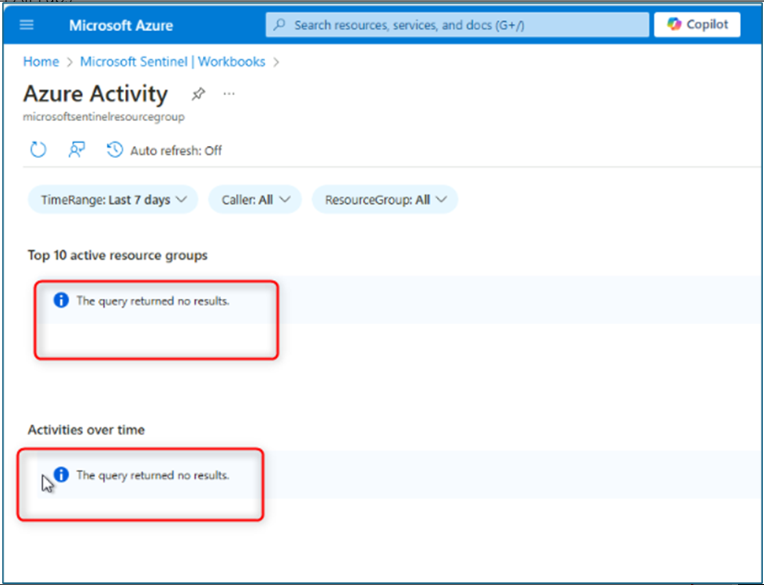 Microsoft Azure
Search resources, services, and docs (G+/)
Copilot
Home > Microsoft Sentinel | Workbooks >
Azure Activity ...
microsoftsentinelresourcegroup
Auto refresh: Off
TimeRange: Last 7 days
Caller: All
ResourceGroup: All
Top 10 active resource groups
The query returned no results.
Activities over time
The query returned no results.